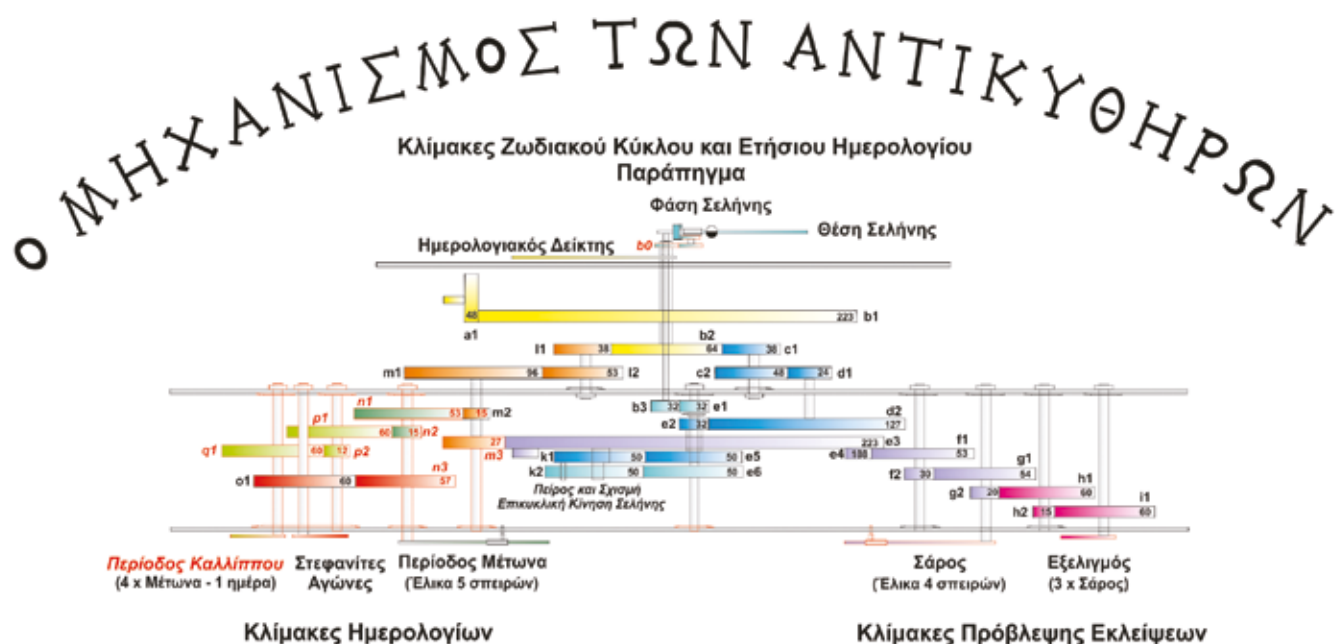 Ο ΜΗΧΑΝΙΣΜΟΣ ΤΩΝ ΑΝΤΙΚΥΘΗΡΩΝ
Κλίμακες Ζωδιακού Κύκλου και Ετήσιου Ημερολογίου
Παράπηγμα
Φάση Σελήνης
Θέση Σελήνης
Ημερολογιακός Δείκτης b0
48 223 b1
a1 b2
l1 38 64 38 c1
m1 96 53 l2 c2 48 24 d1
n1 53 15 m2 b3 32 32 e1 d2
p1 60 15 n2 e2 32 127
q1 60 12 p2 27 223 e3 f1
m3 k1 50 50 e5 e4 188 53
n3 k2 50 50 e6 f2 30 54 g1
o1 60 57 g2 20 60 h1
h2 15 60 i1
Πείρος και Σχισμή
Επικυκλική Κίνηση Σελήνης
Περίοδος Καλλίππου
(4 x Μέτωνα - 1 ημέρα)
Στεφανίτες
Αγώνες
Περίοδος Μέτωνα
(Έλικα 5 σπειρών)
Σάρος
(Έλικα 4 σπειρών)
Εξελιγμός
(3 x Σάρος)
Κλίμακες Ημερολογίων
Κλίμακες Πρόβλεψης Εκλείψεων